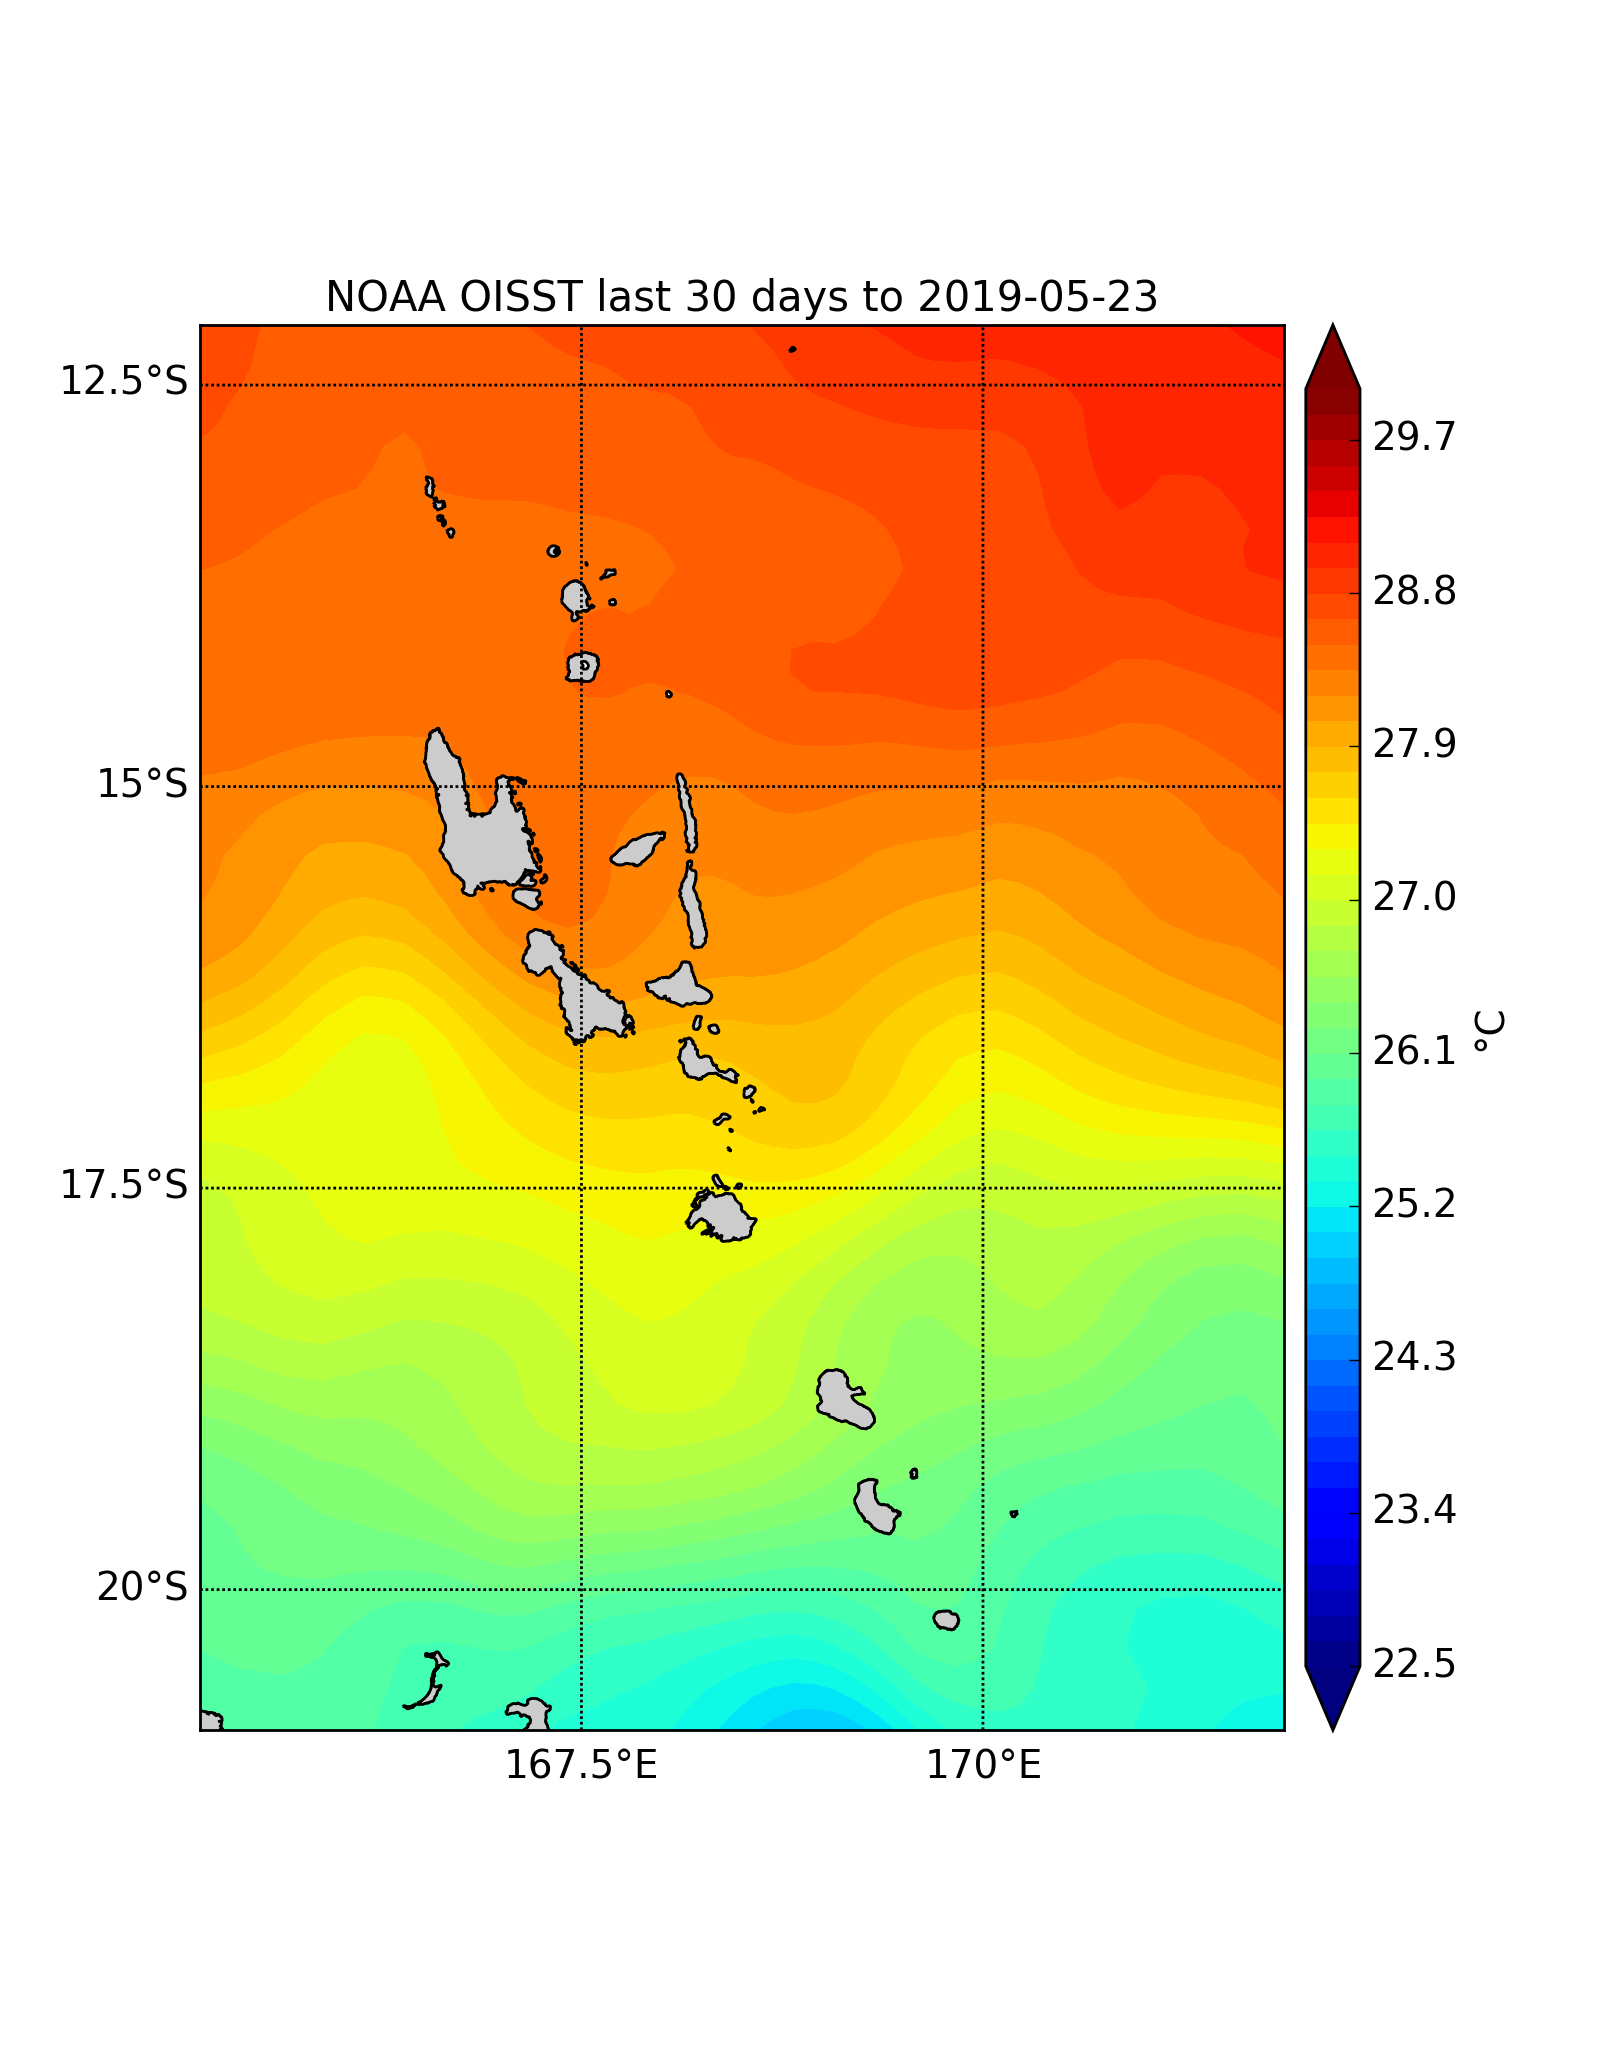 NOAA OISST last 30 days to 2019-05-23
12.5°S
15°S
17.5°S
20°S
167.5°E
170°E
29.7
28.8
27.9
27.0
26.1
25.2
24.3
23.4
22.5
°C